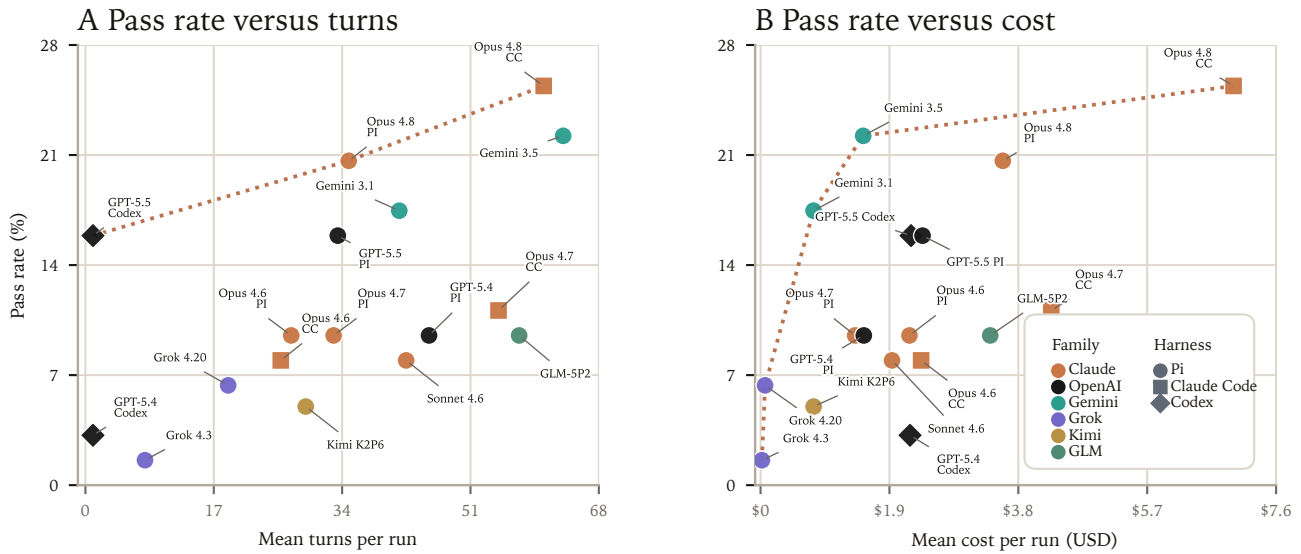 A Pass rate versus turns
B Pass rate versus cost
28
21
14
7
0
Pass rate (%)
0
17
34
51
68
Mean turns per run
Opus 4.8
CC
Opus 4.8
PI
Gemini 3.5
Gemini 3.1
GPT-5.5
Codex
GPT-5.5
PI
Opus 4.7
CC
Opus 4.6
PI
Opus 4.7
PI
GPT-5.4
PI
Opus 4.6
CC
Grok 4.20
GLM-5P2
Sonnet 4.6
GPT-5.4
Codex
Grok 4.3
Kimi K2P6
28
21
14
7
0
$0
$1.9
$3.8
$5.7
$7.6
Mean cost per run (USD)
Opus 4.8
CC
Gemini 3.5
Opus 4.8
PI
Gemini 3.1
GPT-5.5 Codex
GPT-5.5 PI
Opus 4.7
CC
Opus 4.7
PI
Opus 4.6
PI
GLM-5P2
GPT-5.4
PI
Kimi K2P6
Opus 4.6
CC
Grok 4.20
Sonnet 4.6
Grok 4.3
GPT-5.4
Codex
Family
Claude
OpenAI
Gemini
Grok
Kimi
GLM
Harness
Pi
Claude Code
Codex